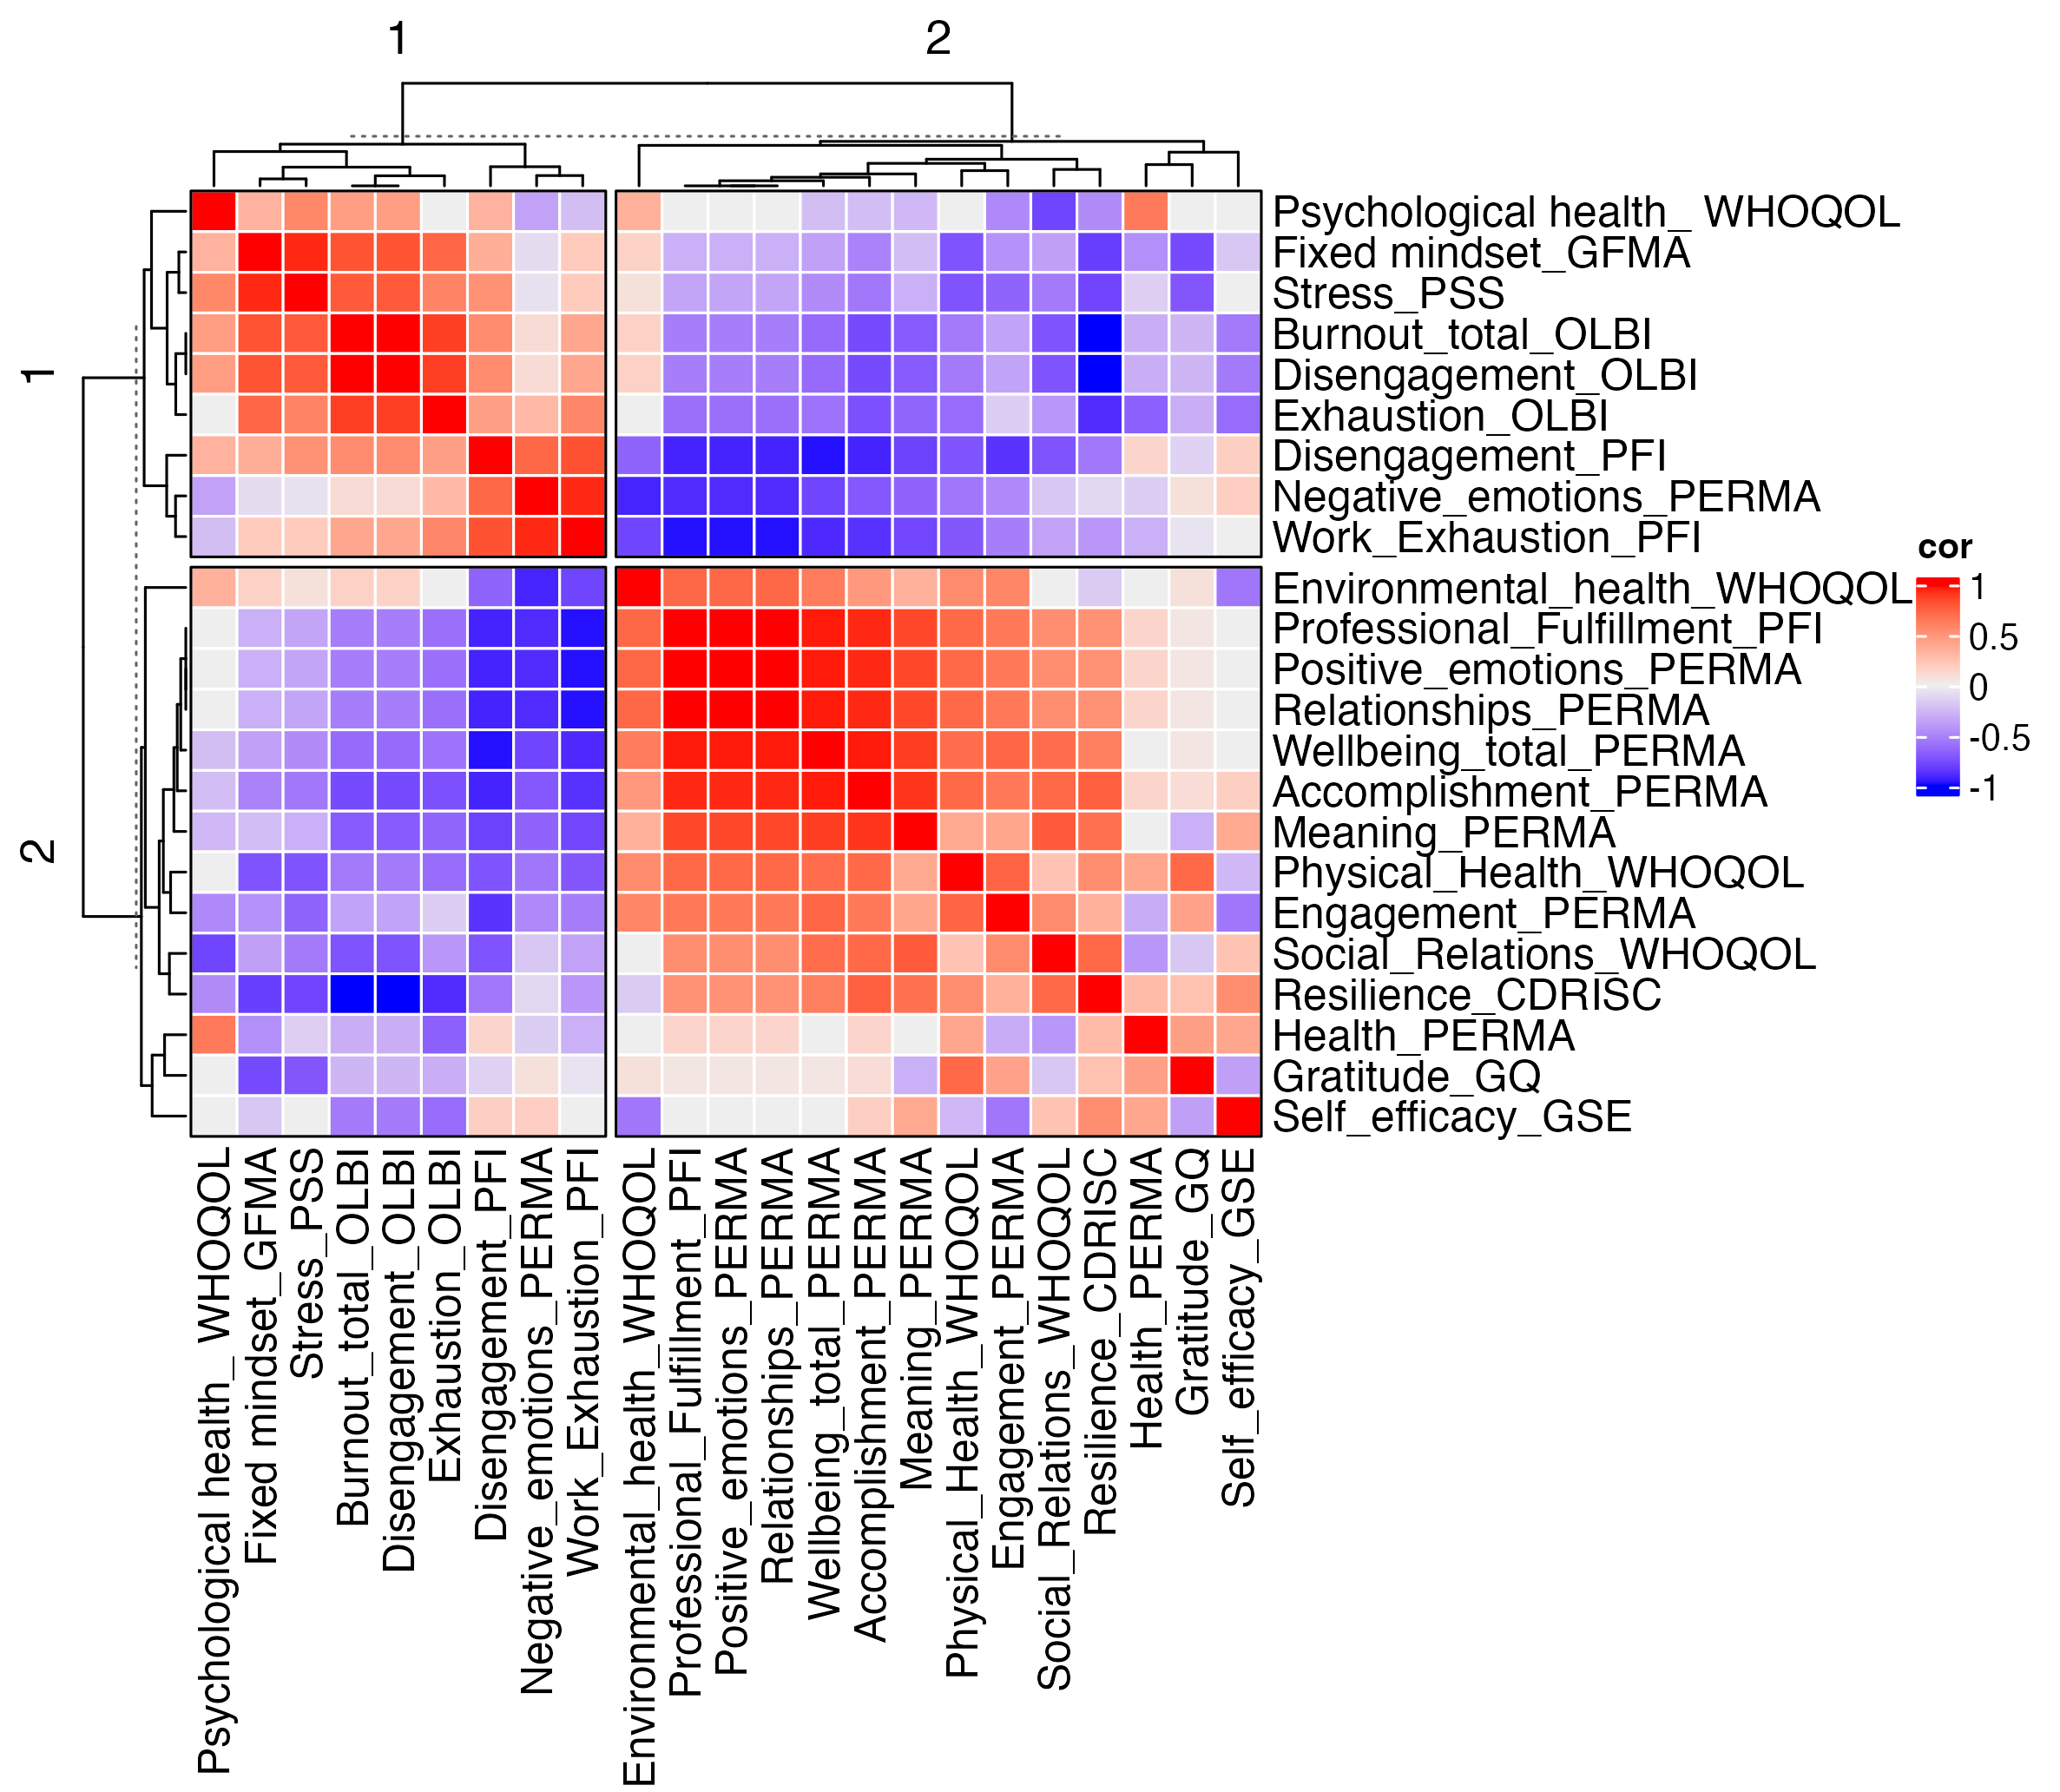 1
2
1
2
Psychological health_ WHOQOL
Fixed mindset_GFMA
Stress_PSS
Burnout_total_OLBI
Disengagement_OLBI
Exhaustion_OLBI
Disengagement_PFI
Negative_emotions_PERMA
Work_Exhaustion_PFI
Environmental_health_WHOQOL
Professional_Fulfillment_PFI
Positive_emotions_PERMA
Relationships_PERMA
Wellbeing_total_PERMA
Accomplishment_PERMA
Meaning_PERMA
Physical_Health_WHOQOL
Engagement_PERMA
Social_Relations_WHOQOL
Resilience_CDRISC
Health_PERMA
Gratitude_GQ
Self_efficacy_GSE
cor
1
0.5
0
-0.5
-1
Psychological health_ WHOQOL
Fixed mindset_GFMA
Stress_PSS
Burnout_total_OLBI
Disengagement_OLBI
Exhaustion_OLBI
Disengagement_PFI
Negative_emotions_PERMA
Work_Exhaustion_PFI
Environmental_health_WHOQOL
Professional_Fulfillment_PFI
Positive_emotions_PERMA
Relationships_PERMA
Wellbeing_total_PERMA
Accomplishment_PERMA
Meaning_PERMA
Physical_Health_WHOQOL
Engagement_PERMA
Social_Relations_WHOQOL
Resilience_CDRISC
Health_PERMA
Gratitude_GQ
Self_efficacy_GSE